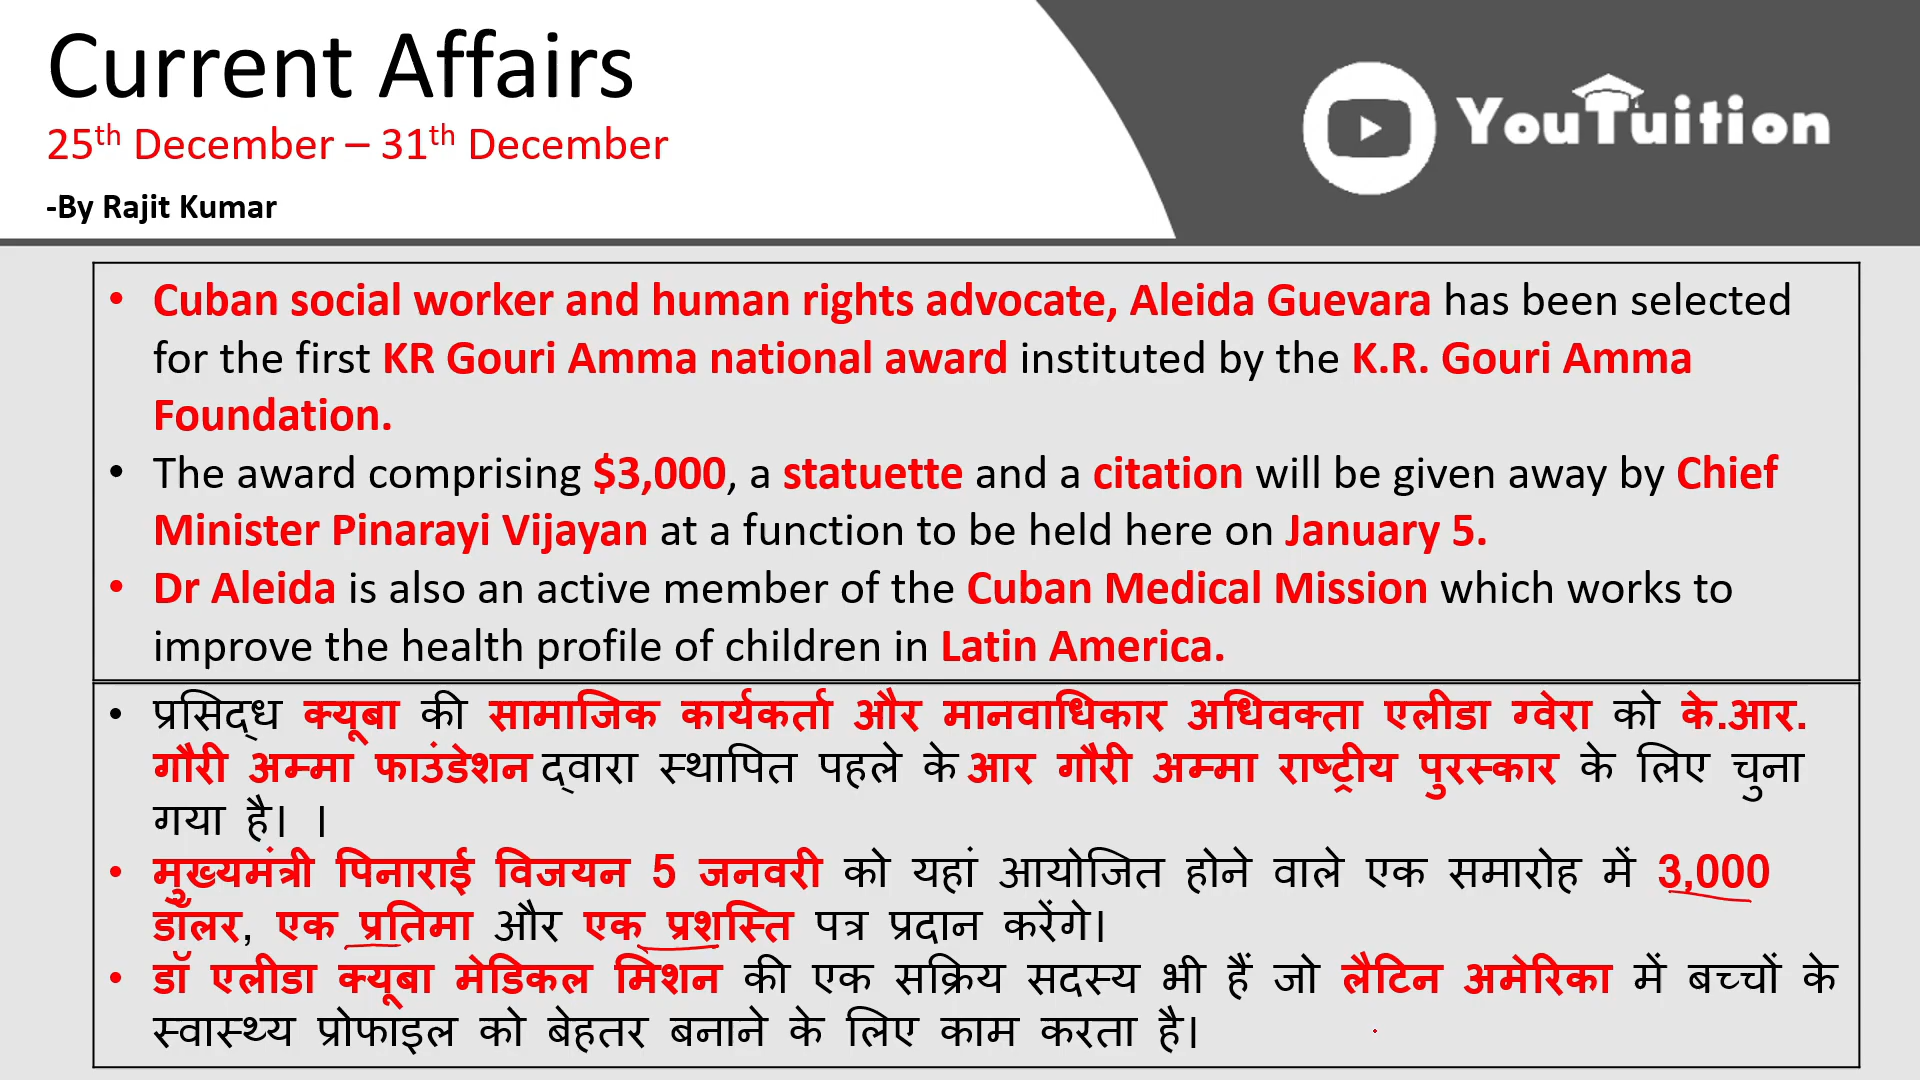 Current Affairs
25th December – 31th December
-By Rajit Kumar
YouTuition
• Cuban social worker and human rights advocate, Aleida Guevara has been selected
for the first KR Gouri Amma national award instituted by the K.R. Gouri Amma
Foundation.
• The award comprising $3,000, a statuette and a citation will be given away by Chief
Minister Pinarayi Vijayan at a function to be held here on January 5.
• Dr Aleida is also an active member of the Cuban Medical Mission which works to
improve the health profile of children in Latin America.
• प्रसिद्ध क्यूबा की सामाजिक कार्यकर्ता और मानवाधिकार अधिवक्ता एलीडा ग्वेरा को के.आर.
गौरी अम्मा फाउंडेशन द्वारा स्थापित पहले के आर गौरी अम्मा राष्ट्रीय पुरस्कार के लिए चुना
गया है। ।
• मुख्यमंत्री पिनाराई विजयन 5 जनवरी को यहां आयोजित होने वाले एक समारोह में 3,000
डॉलर, एक प्रतिमा और एक प्रशस्ति पत्र प्रदान करेंगे।
• डॉ एलीडा क्यूबा मेडिकल मिशन की एक सक्रिय सदस्य भी हैं जो लैटिन अमेरिका में बच्चों के
स्वास्थ्य प्रोफाइल को बेहतर बनाने के लिए काम करता है।